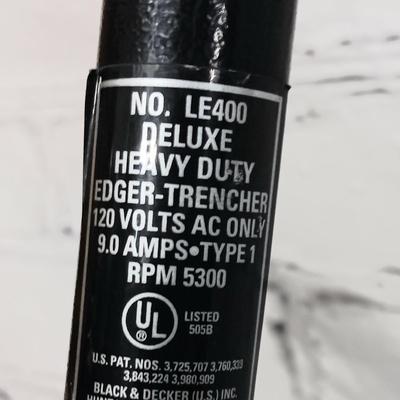 NO. LE400
DELUXE
HEAVY DUTY
EDGER-TRENCHER
120 VOLTS AC ONLY
9.0 AMPS•TYPE 1
RPM 5300
UL ®
LISTED
505B
U.S. PAT. NOS. 3,725,707 3,760,339
3,843,224 3,980,909
BLACK & DECKER (U.S.) INC.